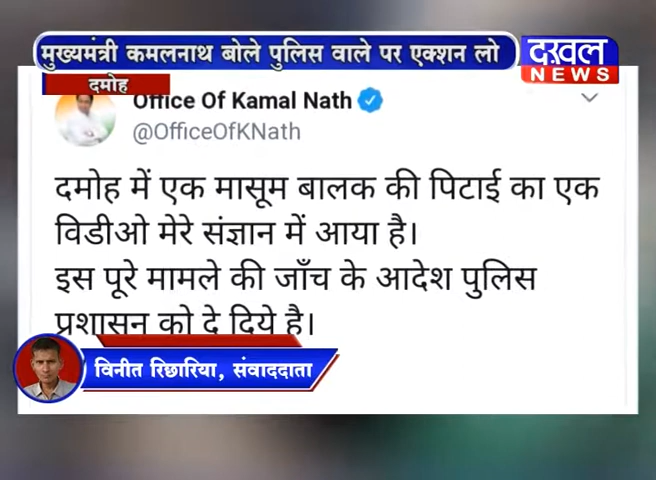 मुख्यमंत्री कमलनाथ बोले पुलिस वाले पर एक्शन लो
दख़ल
NEWS
दमोह
Office Of Kamal Nath
@OfficeOfKNath
दमोह में एक मासूम बालक की पिटाई का एक
विडीओ मेरे संज्ञान में आया है।
इस पूरे मामले की जाँच के आदेश पुलिस
प्रशासन को दे दिये है।
विनीत रिछारिया, संवाददाता